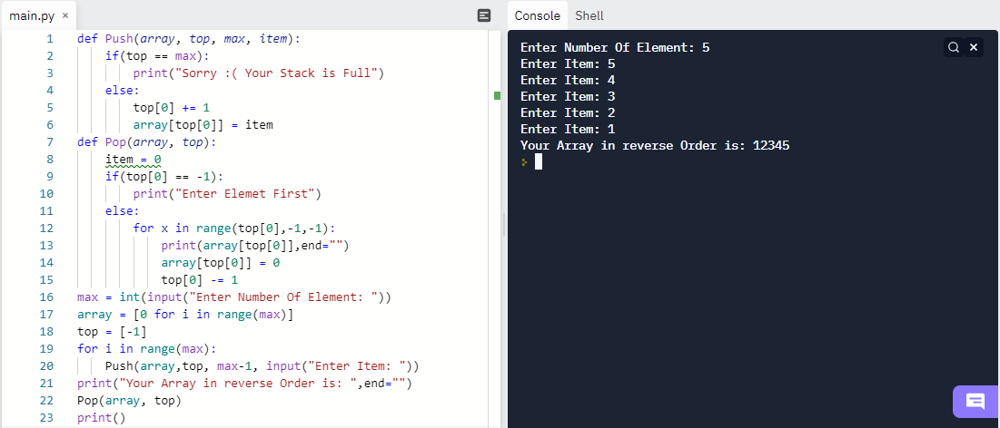 main.py ×
1 def Push(array, top, max, item):
2     if(top == max):
3         print("Sorry :( Your Stack is Full")
4     else:
5         top[0] += 1
6         array[top[0]] = item
7 def Pop(array, top):
8     item = 0
9     if(top[0] == -1):
10         print("Enter Elemet First")
11     else:
12         for x in range(top[0],-1,-1):
13             print(array[top[0]],end="")
14             array[top[0]] = 0
15             top[0] -= 1
16 max = int(input("Enter Number Of Element: "))
17 array = [0 for i in range(max)]
18 top = [-1]
19 for i in range(max):
20     Push(array,top, max-1, input("Enter Item: "))
21 print("Your Array in reverse Order is: ",end="")
22 Pop(array, top)
23 print()
Console Shell
Enter Number Of Element: 5
Enter Item: 5
Enter Item: 4
Enter Item: 3
Enter Item: 2
Enter Item: 1
Your Array in reverse Order is: 12345